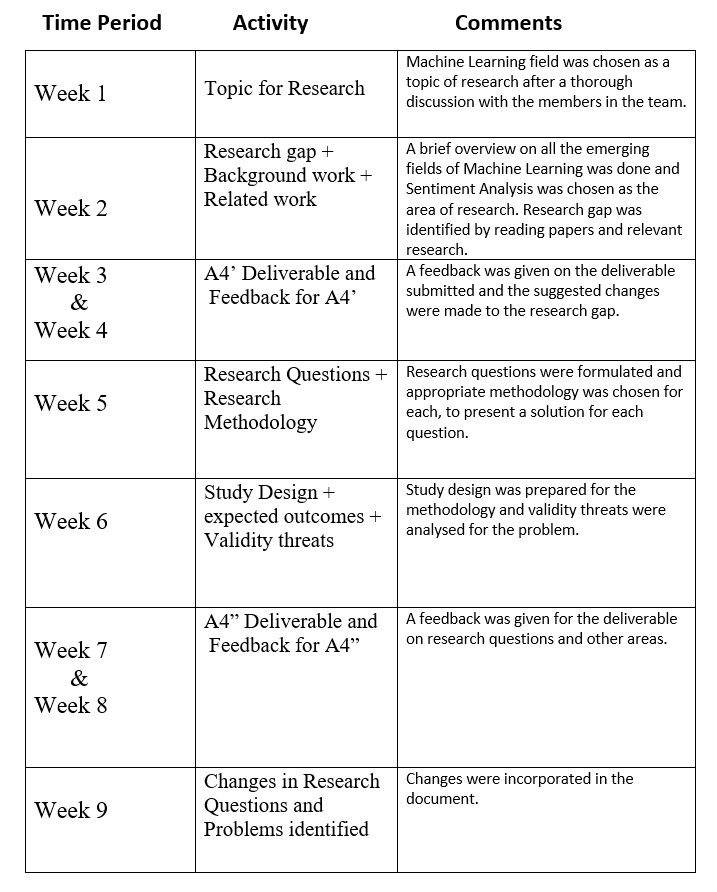 Time Period Activity Comments
Week 1
Topic for Research
Machine Learning field was chosen as a
topic of research after a thorough
discussion with the members in the team.
Week 2
Research gap +
Background work +
Related work
A brief overview on all the emerging
fields of Machine Learning was done and
Sentiment Analysis was chosen as the
area of research. Research gap was
identified by reading papers and relevant
research.
Week 3
&
Week 4
A4’ Deliverable and
Feedback for A4’
A feedback was given on the deliverable
submitted and the suggested changes
were made to the research gap.
Week 5
Research Questions +
Research
Methodology
Research questions were formulated and
appropriate methodology was chosen for
each, to present a solution for each
question.
Week 6
Study Design +
expected outcomes +
Validity threats
Study design was prepared for the
methodology and validity threats were
analysed for the problem.
Week 7
&
Week 8
A4” Deliverable and
Feedback for A4”
A feedback was given for the deliverable
on research questions and other areas.
Week 9
Changes in Research
Questions and
Problems identified
Changes were incorporated in the
document.